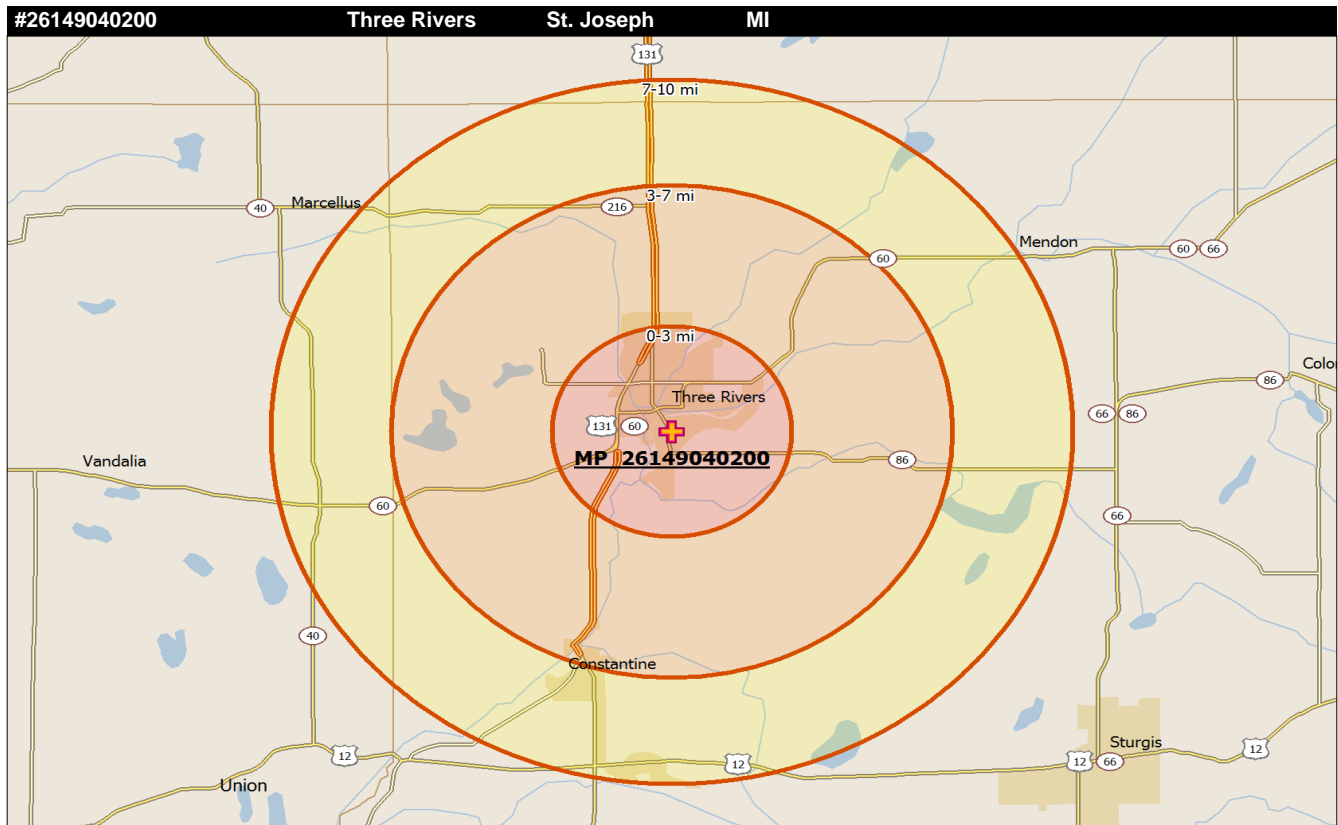 #26149040200 Three Rivers St. Joseph MI
131
7-10 mi
3-7 mi
40
Marcellus
216
Mendon
60
66
60
0-3 mi
Colo
86
Three Rivers
66
86
131
60
MP_26149040200
Vandalia
86
60
66
40
Constantine
Sturgis
12
12
12
66
12
Union